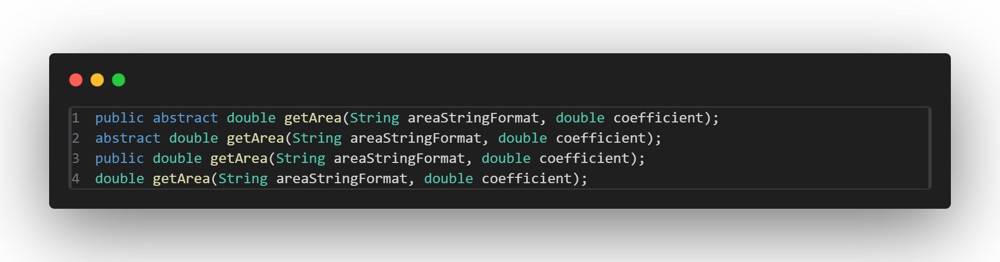 1 public abstract double getArea(String areaStringFormat, double coefficient);
2 abstract double getArea(String areaStringFormat, double coefficient);
3 public double getArea(String areaStringFormat, double coefficient);
4 double getArea(String areaStringFormat, double coefficient);